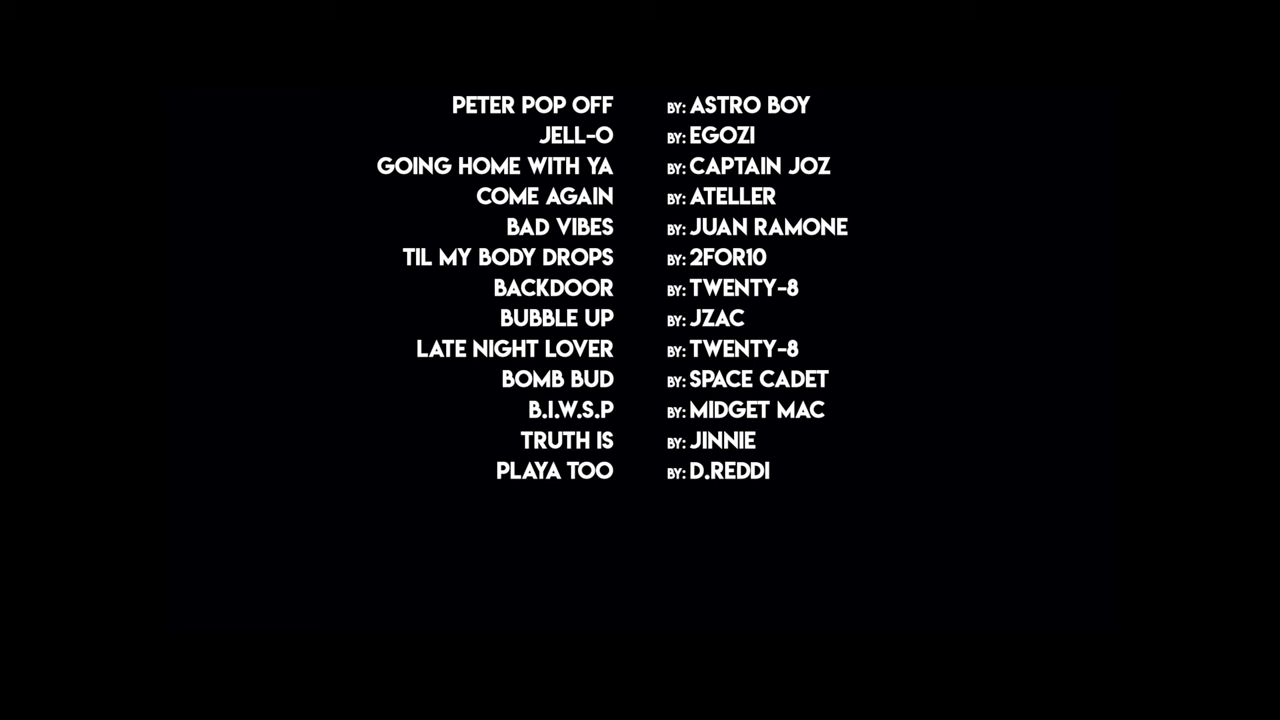 PETER POP OFF BY: ASTRO BOY
JELL-O BY: EGOZI
GOING HOME WITH YA BY: CAPTAIN JOZ
COME AGAIN BY: ATELLER
BAD VIBES BY: JUAN RAMONE
TIL MY BODY DROPS BY: 2FOR10
BACKDOOR BY: TWENTY-8
BUBBLE UP BY: JZAC
LATE NIGHT LOVER BY: TWENTY-8
BOMB BUD BY: SPACE CADET
B.I.W.S.P BY: MIDGET MAC
TRUTH IS BY: JINNIE
PLAYA TOO BY: D.REDDI